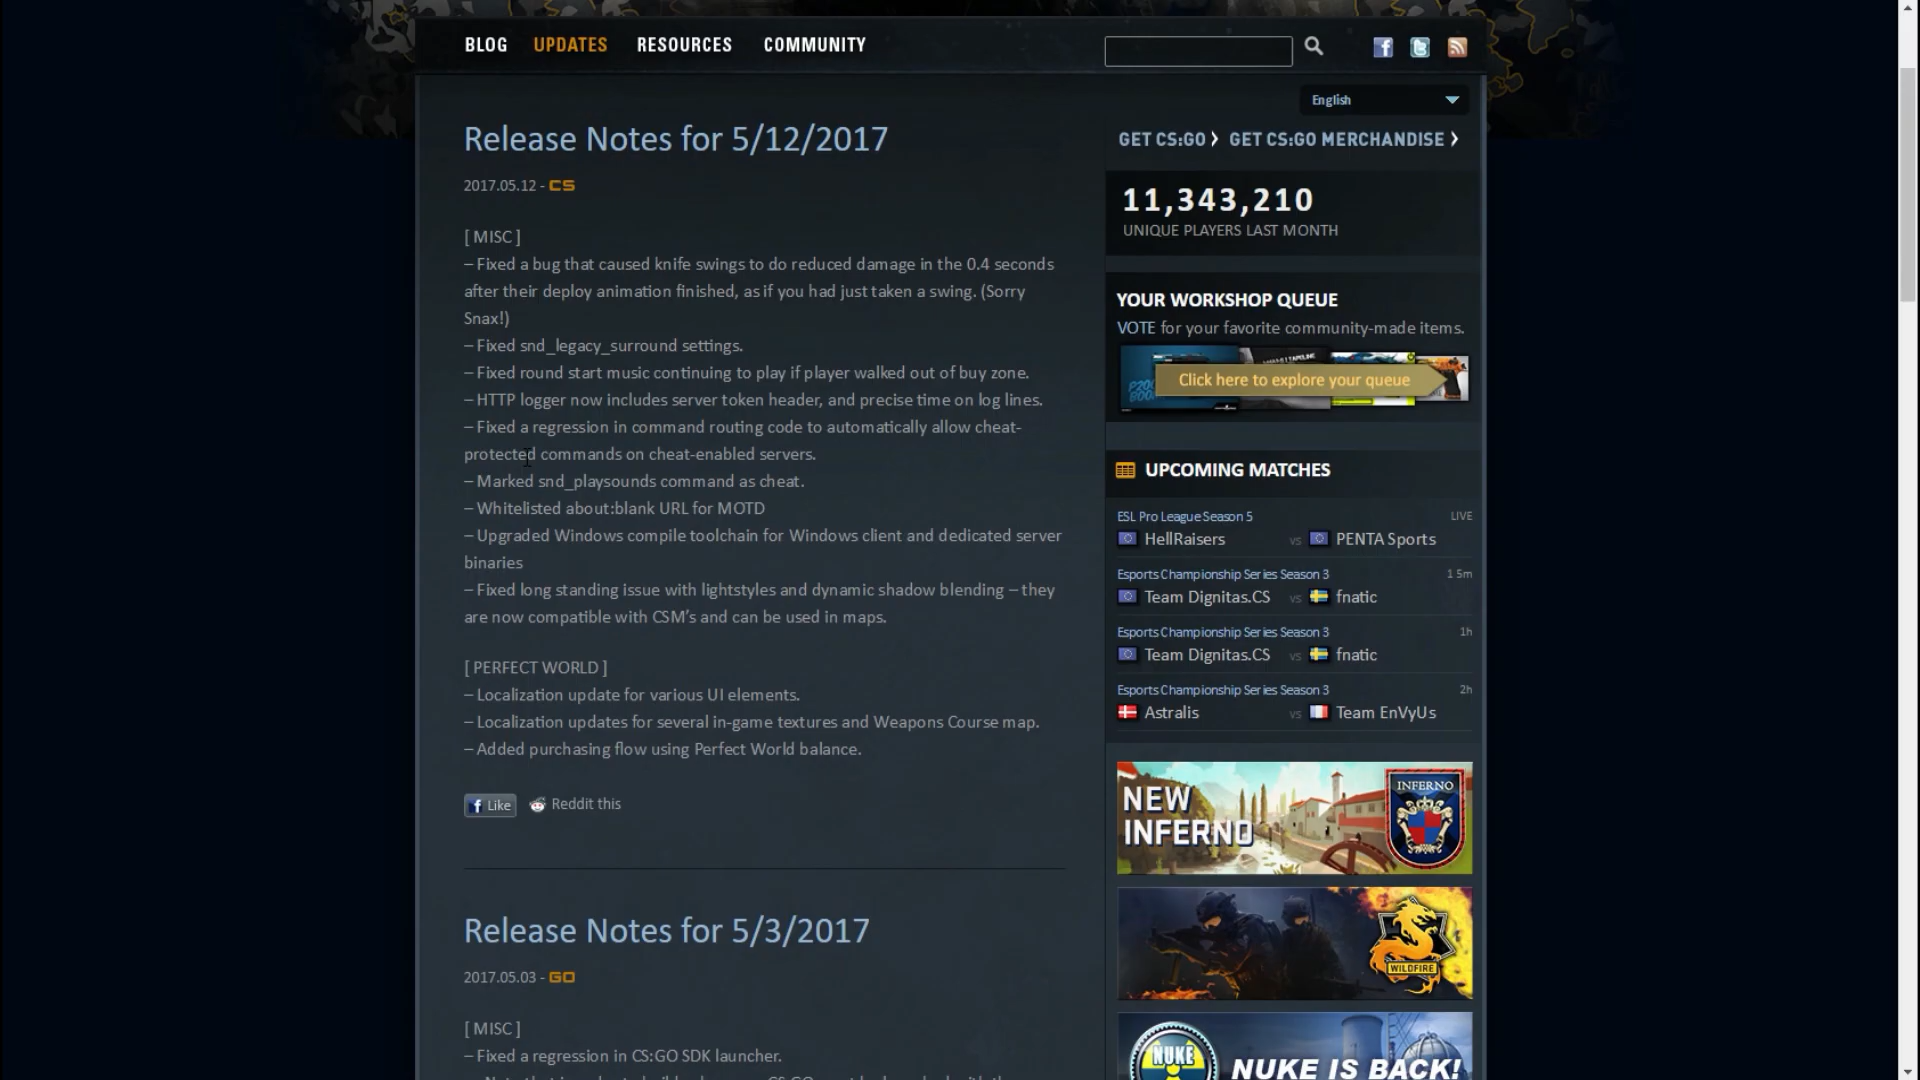 BLOG UPDATES RESOURCES COMMUNITY
English
Release Notes for 5/12/2017
2017.05.12 - CS
[ MISC ]
– Fixed a bug that caused knife swings to do reduced damage in the 0.4 seconds
after their deploy animation finished, as if you had just taken a swing. (Sorry
Snax!)
– Fixed snd_legacy_surround settings.
– Fixed round start music continuing to play if player walked out of buy zone.
– HTTP logger now includes server token header, and precise time on log lines.
– Fixed a regression in command routing code to automatically allow cheat-
protected commands on cheat-enabled servers.
– Marked snd_playsounds command as cheat.
– Whitelisted about:blank URL for MOTD
– Upgraded Windows compile toolchain for Windows client and dedicated server
binaries
– Fixed long standing issue with lightstyles and dynamic shadow blending – they
are now compatible with CSM’s and can be used in maps.
[ PERFECT WORLD ]
– Localization update for various UI elements.
– Localization updates for several in-game textures and Weapons Course map.
– Added purchasing flow using Perfect World balance.
f Like Reddit this
Release Notes for 5/3/2017
2017.05.03 - GO
[ MISC ]
– Fixed a regression in CS:GO SDK launcher.
GET CS:GO GET CS:GO MERCHANDISE
11,343,210
UNIQUE PLAYERS LAST MONTH
YOUR WORKSHOP QUEUE
VOTE for your favorite community-made items.
Click here to explore your queue
UPCOMING MATCHES
ESL Pro League Season 5 LIVE
HellRaisers vs PENTA Sports
Esports Championship Series Season 3 15m
Team Dignitas.CS vs fnatic
Esports Championship Series Season 3 1h
Team Dignitas.CS vs fnatic
Esports Championship Series Season 3 2h
Astralis vs Team EnVyUs
NEW
INFERNO
INFERNO
WILDFIRE
NUKE
NUKE IS BACK!